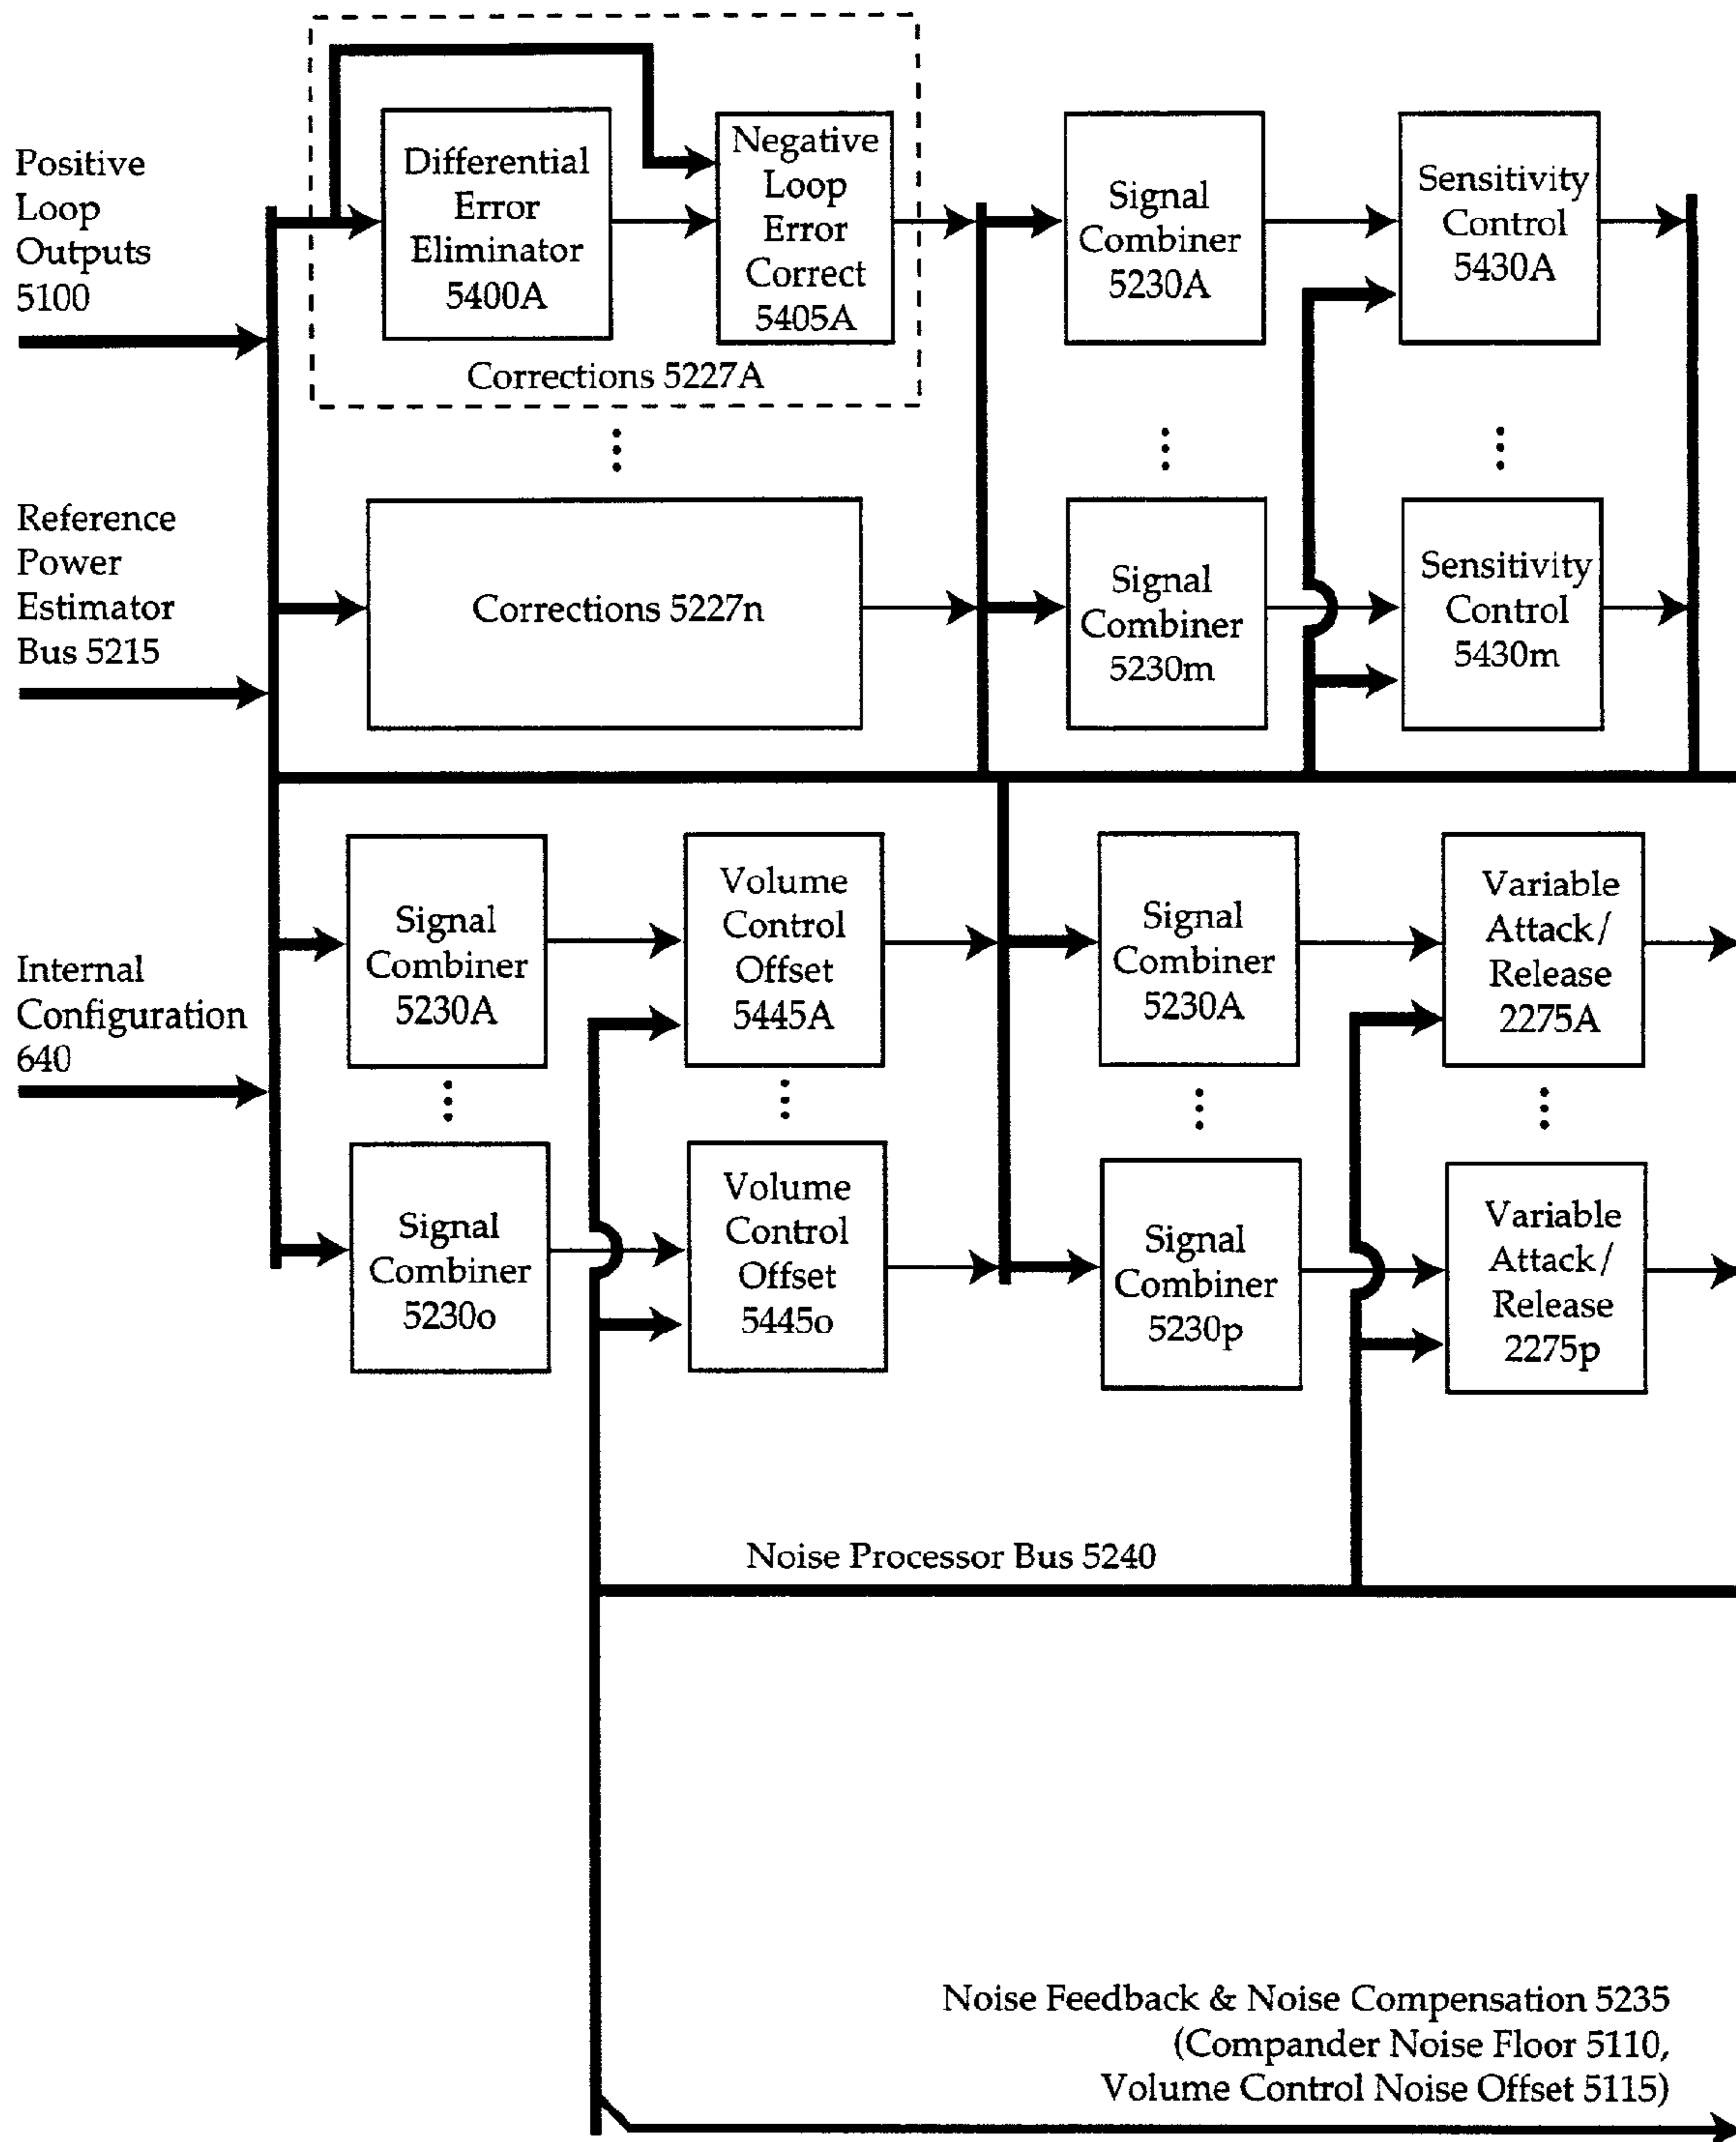 Positive
Loop
Outputs
5100
Differential
Error
Eliminator
5400A
Negative
Loop
Error
Correct
5405A
Corrections 5227A
Signal
Combiner
5230A
Sensitivity
Control
5430A
Reference
Power
Estimator
Bus 5215
Corrections 5227n
Signal
Combiner
5230m
Sensitivity
Control
5430m
Internal
Configuration
640
Signal
Combiner
5230A
Volume
Control
Offset
5445A
Signal
Combiner
5230A
Variable
Attack/
Release
2275A
Signal
Combiner
5230o
Volume
Control
Offset
5445o
Signal
Combiner
5230p
Variable
Attack/
Release
2275p
Noise Processor Bus 5240
Noise Feedback & Noise Compensation 5235
(Compander Noise Floor 5110,
Volume Control Noise Offset 5115)